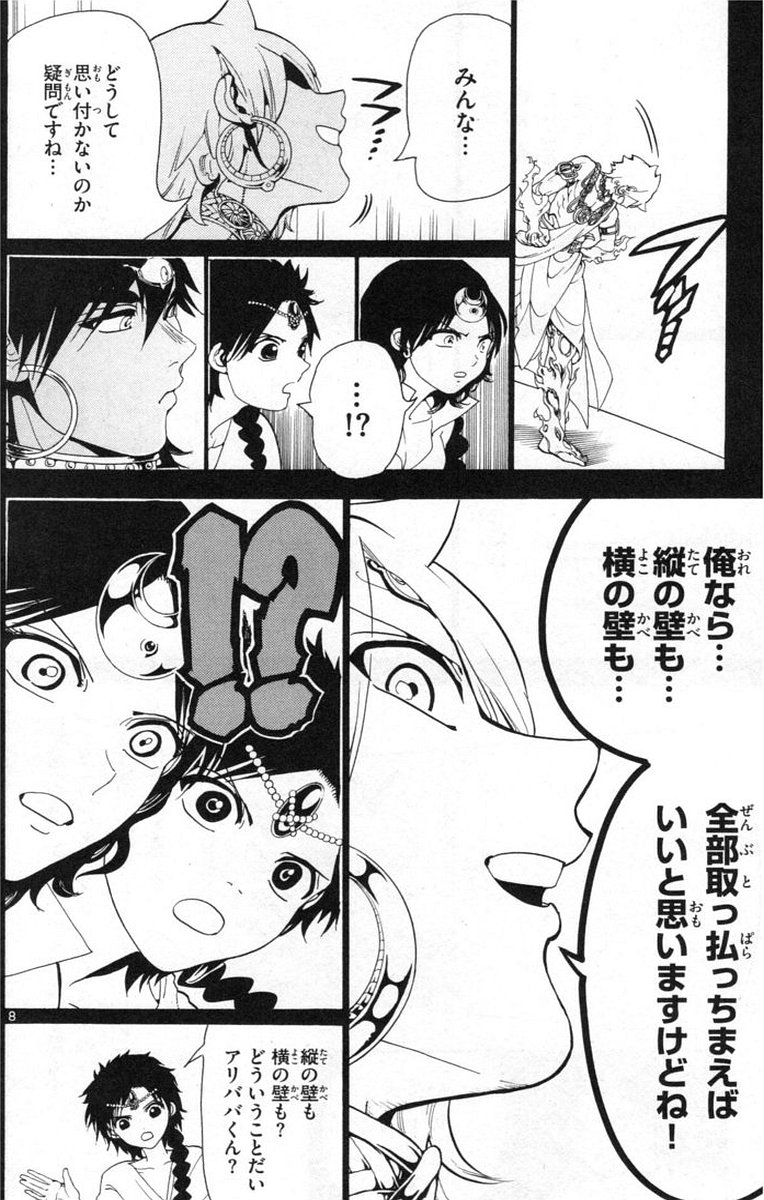 フッ…!!
みんな…
どうして
思い付かないのか
疑問ですね…
…
!?
俺なら…
縦の壁も…
横の壁も…
全部取っ払っちまえば
いいと思いますけどね！
!?
縦の壁も
横の壁も？
どういうことだい
アリババくん？
8